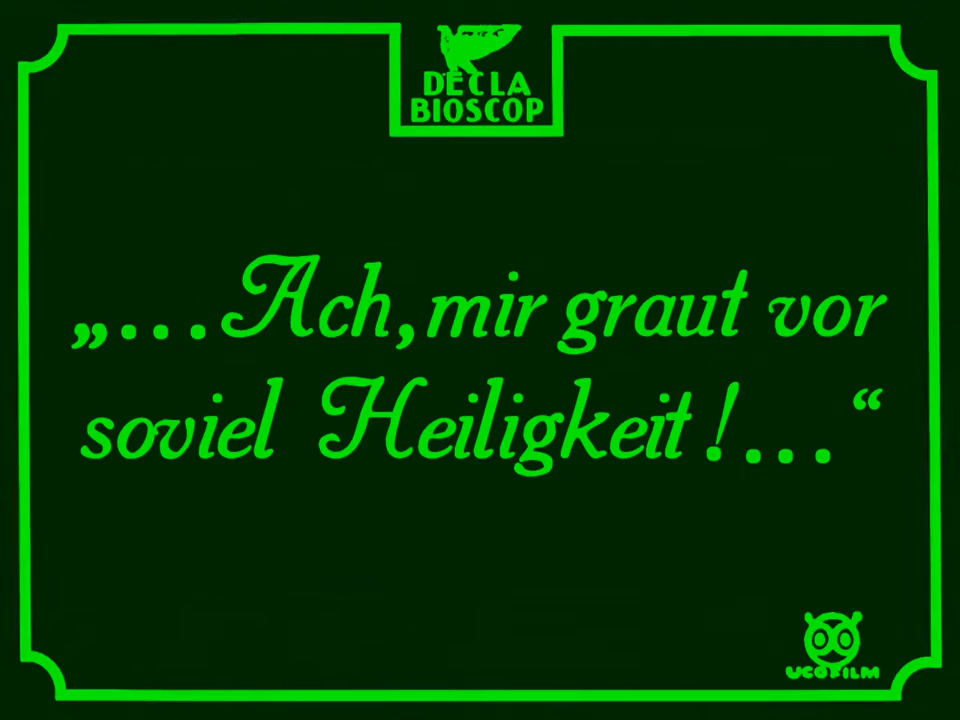 DECLA
BIOSCOP
„...Ach, mir graut vor
soviel Heiligkeit!..."
UCOFILM